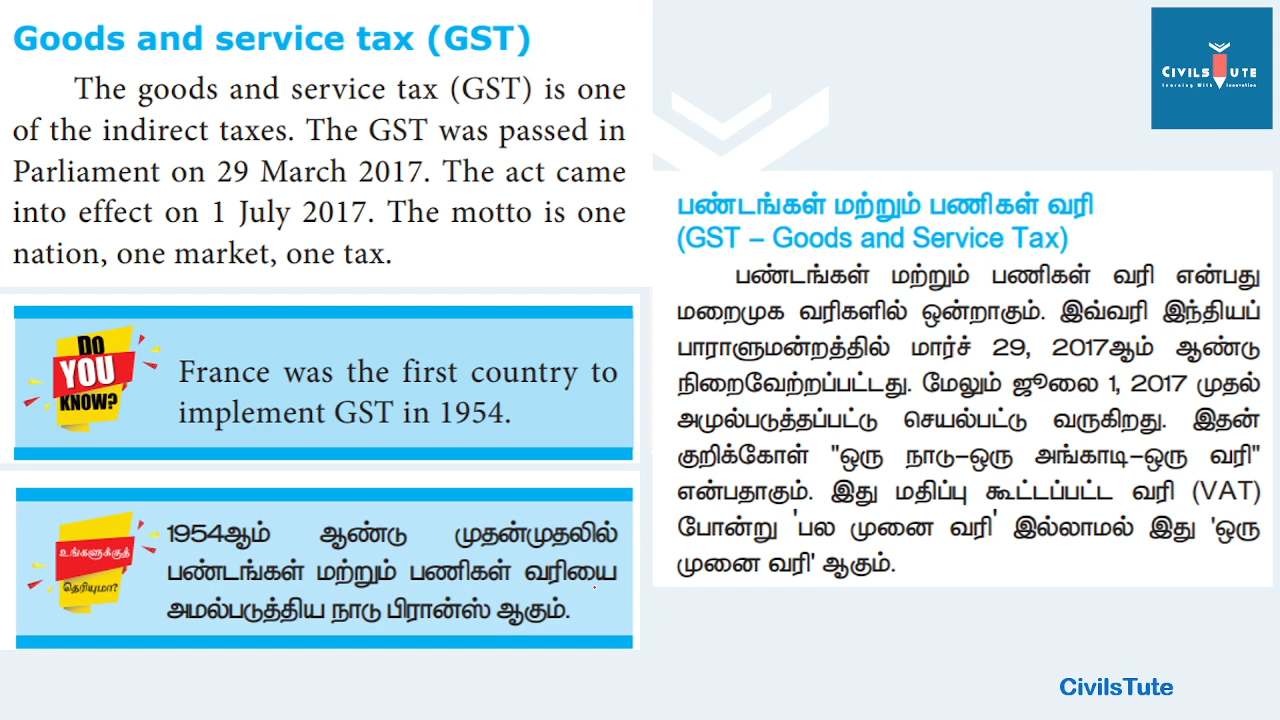 Goods and service tax (GST)
The goods and service tax (GST) is one
of the indirect taxes. The GST was passed in
Parliament on 29 March 2017. The act came
into effect on 1 July 2017. The motto is one
nation, one market, one tax.
DO
YOU
KNOW?
France was the first country to
implement GST in 1954.
உங்களுக்குத்
தெரியுமா?
1954ஆம் ஆண்டு முதன்முதலில்
பண்டங்கள் மற்றும் பணிகள் வரியை
அமல்படுத்திய நாடு பிரான்ஸ் ஆகும்.
CIVILS TUTE
Learning With Innovation
பண்டங்கள் மற்றும் பணிகள் வரி
(GST – Goods and Service Tax)
பண்டங்கள் மற்றும் பணிகள் வரி என்பது
மறைமுக வரிகளில் ஒன்றாகும். இவ்வரி இந்தியப்
பாராளுமன்றத்தில் மார்ச் 29, 2017ஆம் ஆண்டு
நிறைவேற்றப்பட்டது. மேலும் ஜூலை 1, 2017 முதல்
அமுல்படுத்தப்பட்டு செயல்பட்டு வருகிறது. இதன்
குறிக்கோள் "ஒரு நாடு–ஒரு அங்காடி–ஒரு வரி"
என்பதாகும். இது மதிப்பு கூட்டப்பட்ட வரி (VAT)
போன்று 'பல முனை வரி' இல்லாமல் இது 'ஒரு
முனை வரி' ஆகும்.
CivilsTute